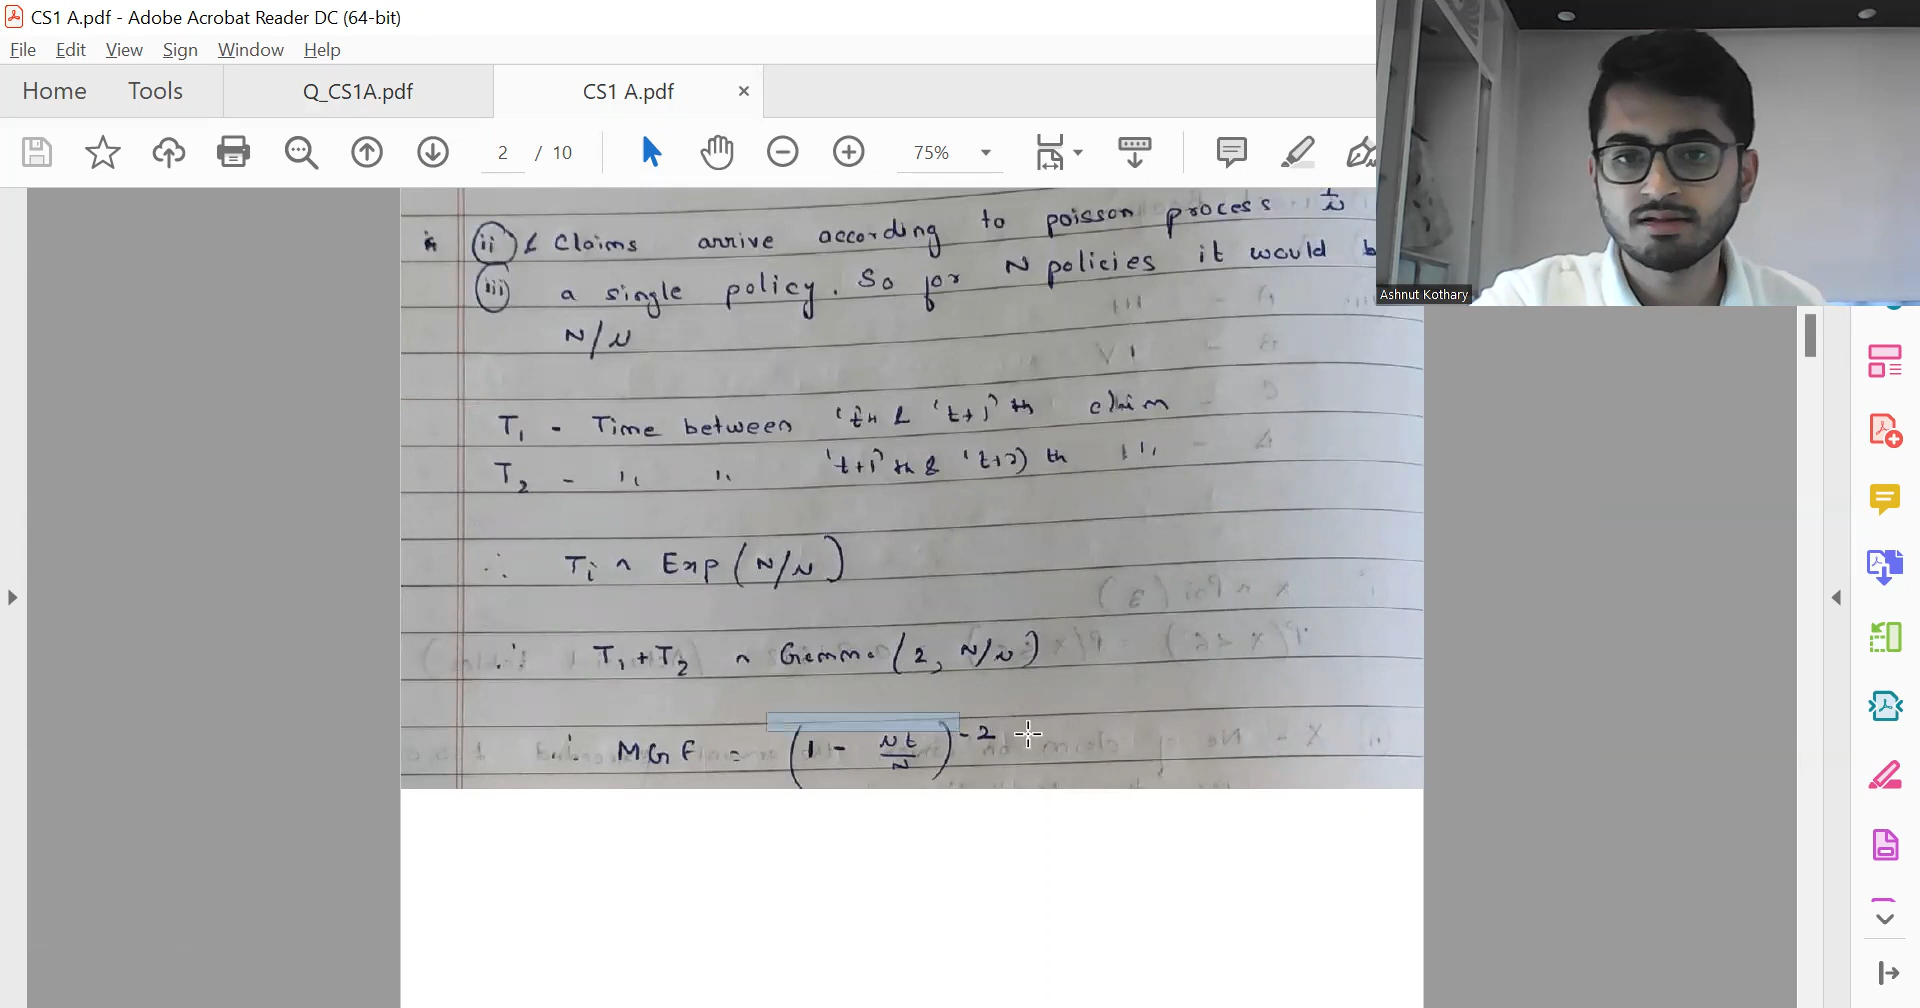 CS1 A.pdf - Adobe Acrobat Reader DC (64-bit)
File Edit View Sign Window Help
Home Tools Q_CS1A.pdf CS1 A.pdf ×
2 / 10 75%
Ashnut Kothary
(ii) & Claims arrive according to poisson process
(iii) a single policy. So for N policies it would b
N/μ
T₁ - Time between 't'th & 't+1'th claim
T₂ - ,, ,, 't+1'th & 't+2)th ,,
∴ Ti ~ Exp (N/μ)
∴ T₁+T₂ ~ Gamma (2, N/μ)
∴ MGF = (1 - μt/N)⁻²